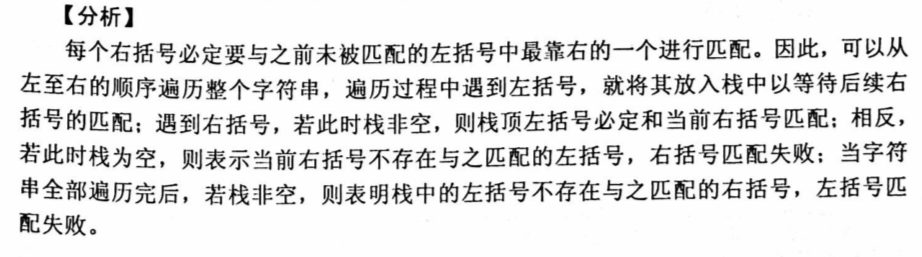 【分析】
每个右括号必定要与之前未被匹配的左括号中最靠右的一个进行匹配。因此，可以从
左至右的顺序遍历整个字符串，遍历过程中遇到左括号，就将其放入栈中以等待后续右
括号的匹配；遇到右括号，若此时栈非空，则栈顶左括号必定和当前右括号匹配；相反，
若此时栈为空，则表示当前右括号不存在与之匹配的左括号，右括号匹配失败；当字符
串全部遍历完后，若栈非空，则表明栈中的左括号不存在与之匹配的右括号，左括号匹
配失败。